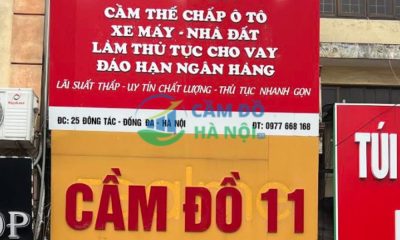 CẦM THẾ CHẤP Ô TÔ
XE MÁY - NHÀ ĐẤT
LÀM THỦ TỤC CHO VAY
ĐÁO HẠN NGÂN HÀNG
LÃI SUẤT THẤP - UY TÍN CHẤT LƯỢNG - THỦ TỤC NHANH GỌN
ĐC: 25 ĐÔNG TÁC - ĐỐNG ĐA - HÀ NỘI ĐT: 0977 668 168
CẦM ĐỒ
HÀ NỘI
CẦM ĐỒ 11
TÚI
OP